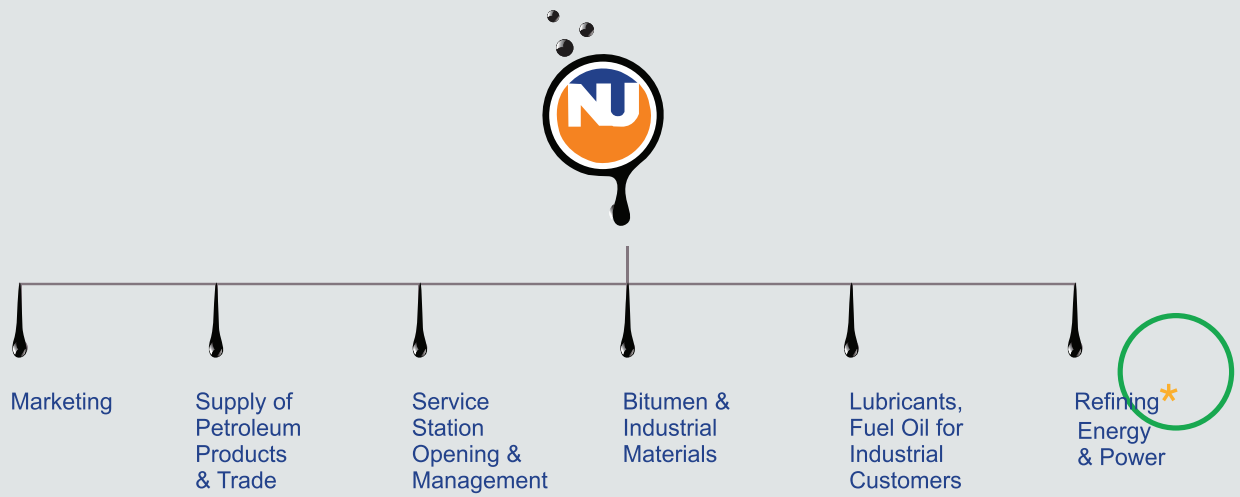 NU
Marketing
Supply of
Petroleum
Products
& Trade
Service
Station
Opening &
Management
Bitumen &
Industrial
Materials
Lubricants,
Fuel Oil for
Industrial
Customers
Refining*
Energy
& Power